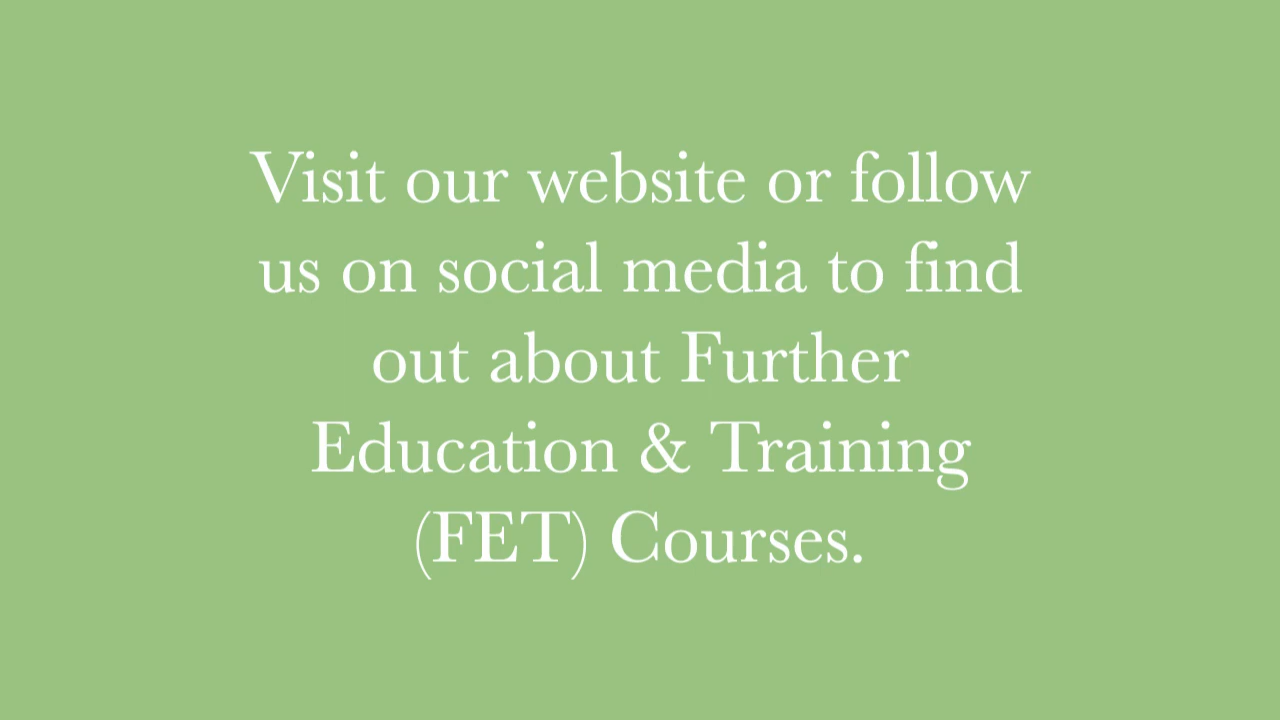 Visit our website or follow
us on social media to find
out about Further
Education & Training
(FET) Courses.